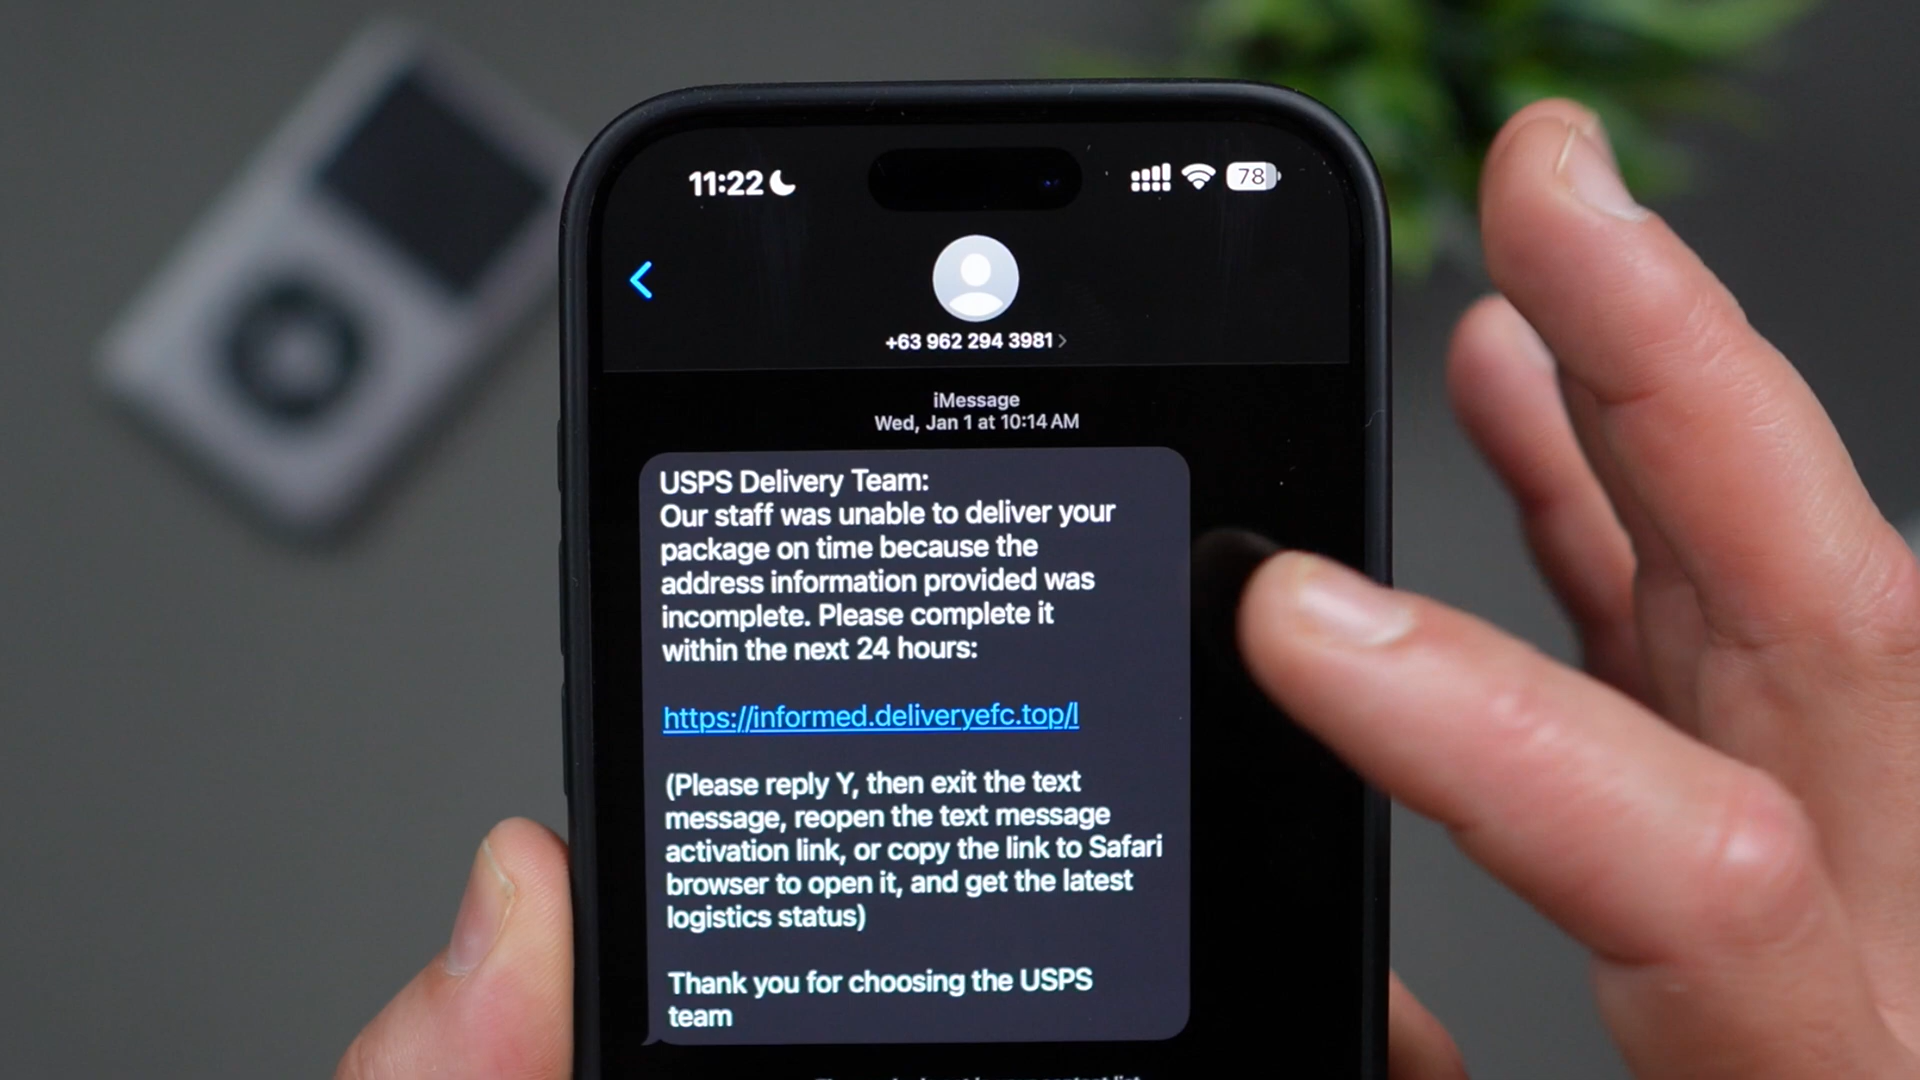 11:22
78
+63 962 294 3981
iMessage
Wed, Jan 1 at 10:14 AM
USPS Delivery Team:
Our staff was unable to deliver your
package on time because the
address information provided was
incomplete. Please complete it
within the next 24 hours:
https://informed.deliveryefc.top/l
(Please reply Y, then exit the text
message, reopen the text message
activation link, or copy the link to Safari
browser to open it, and get the latest
logistics status)
Thank you for choosing the USPS
team